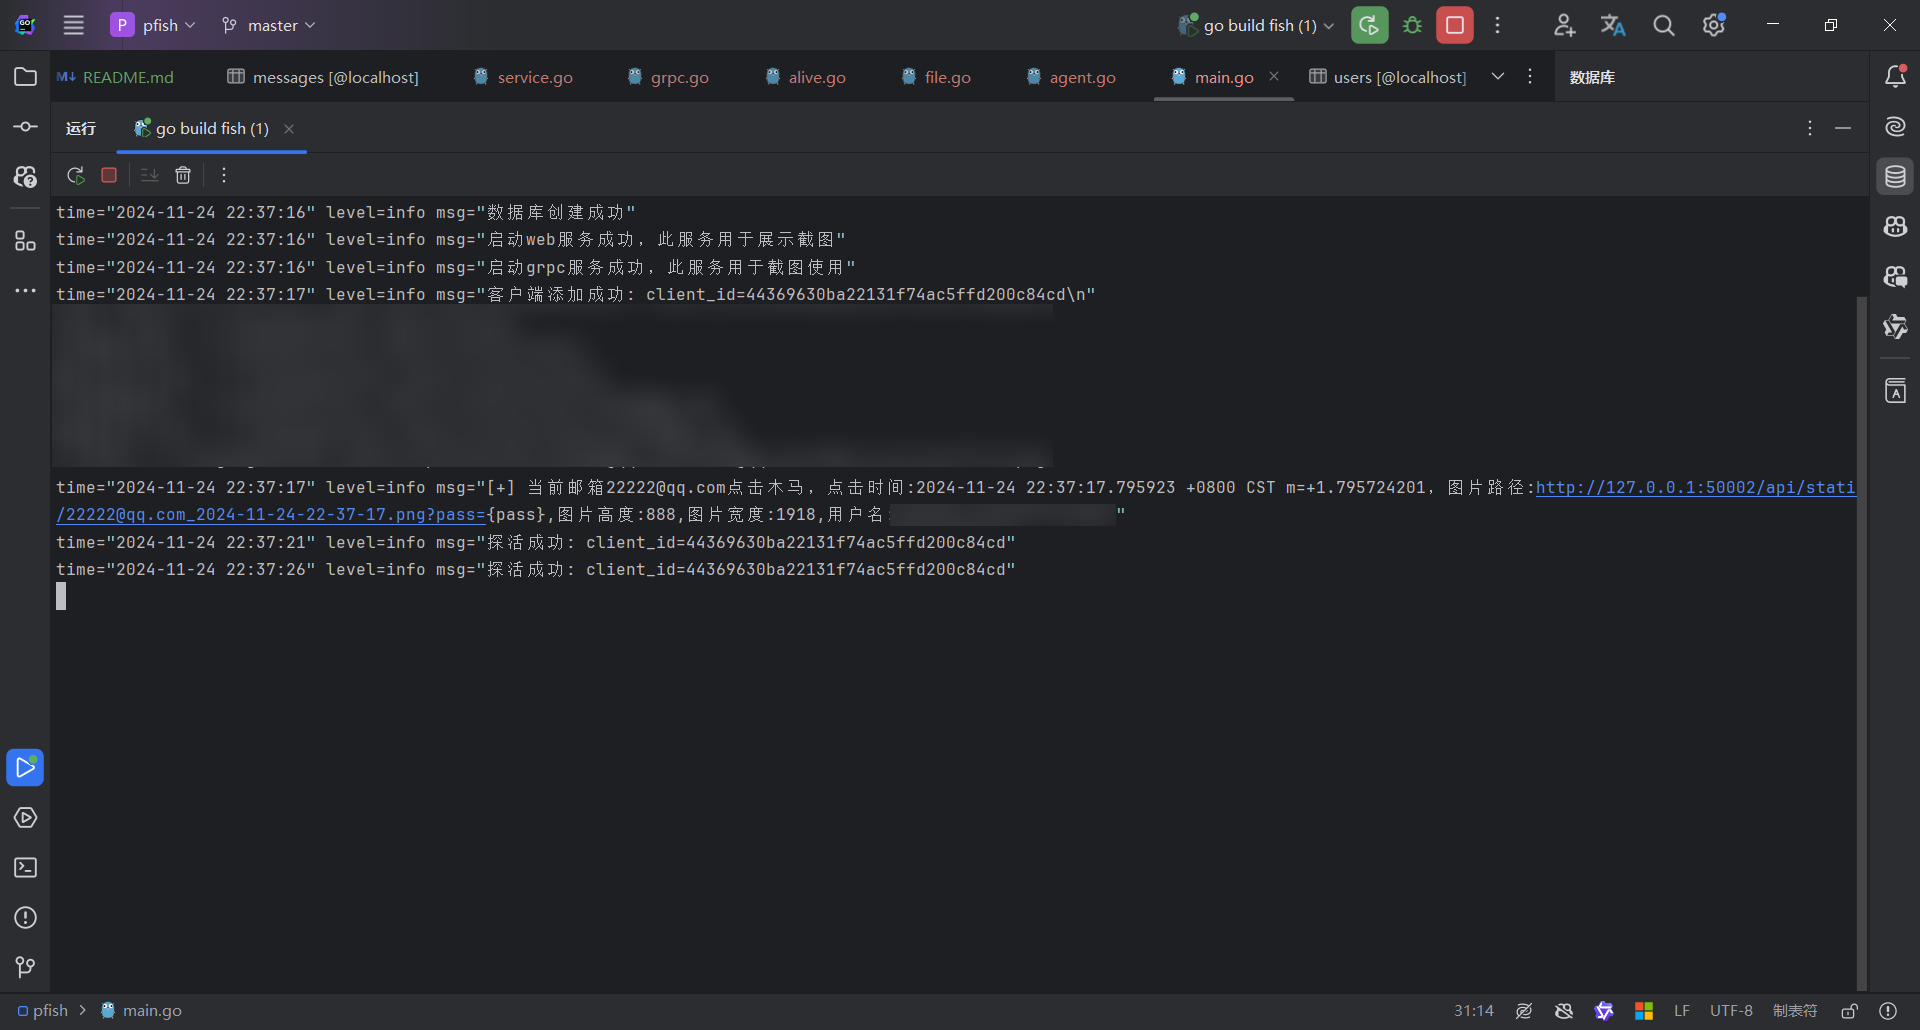 GO
P pfish master go build fish (1)
README.md messages [@localhost] service.go grpc.go alive.go file.go agent.go main.go users [@localhost] 数据库
运行 go build fish (1)
time="2024-11-24 22:37:16" level=info msg="数据库创建成功"
time="2024-11-24 22:37:16" level=info msg="启动web服务成功，此服务用于展示截图"
time="2024-11-24 22:37:16" level=info msg="启动grpc服务成功，此服务用于截图使用"
time="2024-11-24 22:37:17" level=info msg="客户端添加成功: client_id=44369630ba22131f74ac5ffd200c84cd\n"
time="2024-11-24 22:37:17" level=info msg="[+] 当前邮箱22222@qq.com点击木马，点击时间:2024-11-24 22:37:17.795923 +0800 CST m=+1.795724201, 图片路径:http://127.0.0.1:50002/api/stati
/22222@qq.com_2024-11-24-22-37-17.png?pass={pass},图片高度:888,图片宽度:1918,用户名: "
time="2024-11-24 22:37:21" level=info msg="探活成功: client_id=44369630ba22131f74ac5ffd200c84cd"
time="2024-11-24 22:37:26" level=info msg="探活成功: client_id=44369630ba22131f74ac5ffd200c84cd"
pfish > main.go 31:14 LF UTF-8 制表符